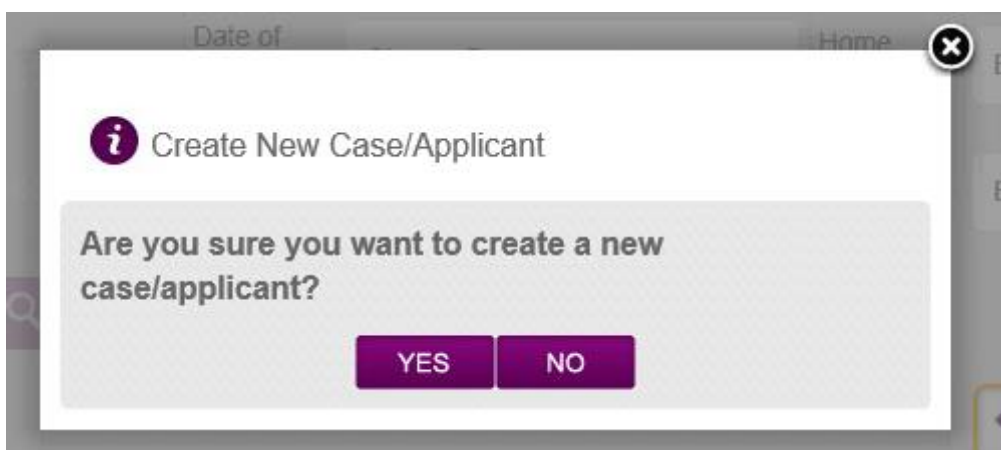 Date of
Home
Create New Case/Applicant
Are you sure you want to create a new
case/applicant?
YES NO